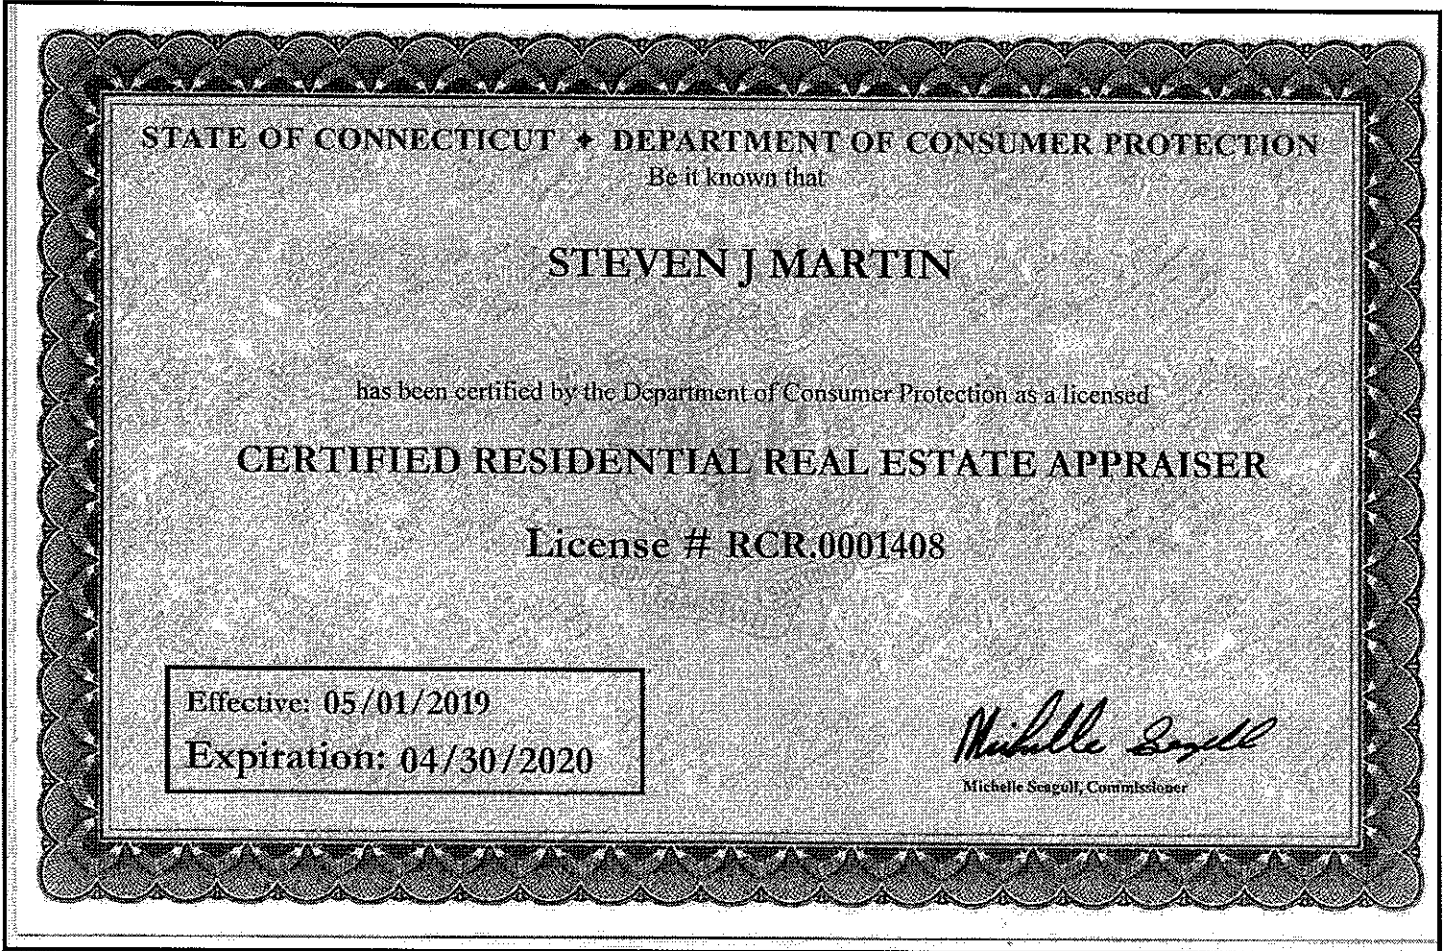 STATE OF CONNECTICUT ✦ DEPARTMENT OF CONSUMER PROTECTION
Be it known that
STEVEN J MARTIN
has been certified by the Department of Consumer Protection as a licensed
CERTIFIED RESIDENTIAL REAL ESTATE APPRAISER
License # RCR.0001408
Effective: 05/01/2019
Expiration: 04/30/2020
Michelle Seagull
Michelle Seagull, Commissioner